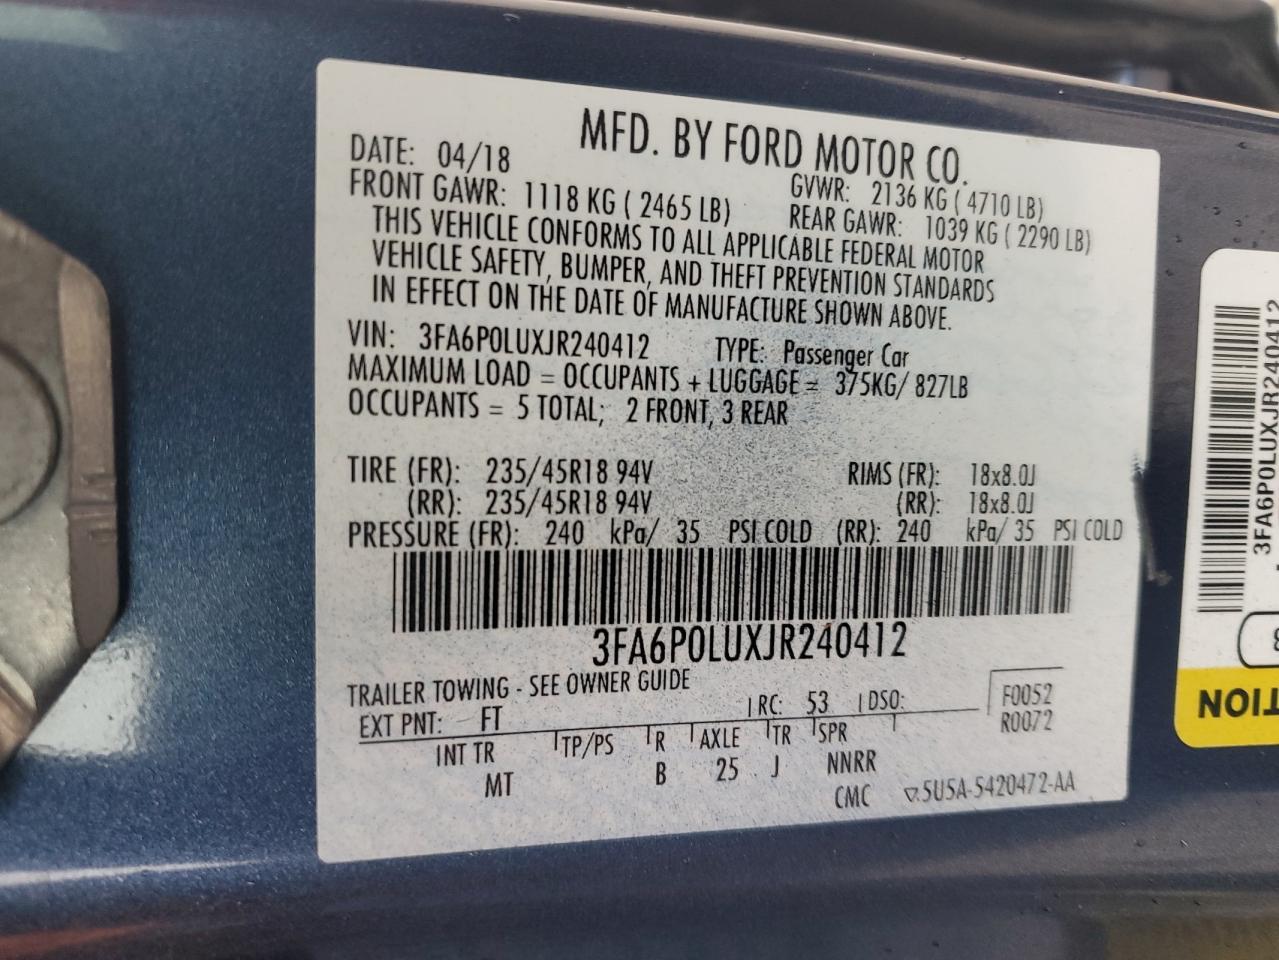 MFD. BY FORD MOTOR CO.
DATE: 04/18 GVWR: 2136 KG ( 4710 LB)
FRONT GAWR: 1118 KG ( 2465 LB) REAR GAWR: 1039 KG ( 2290 LB)
THIS VEHICLE CONFORMS TO ALL APPLICABLE FEDERAL MOTOR
VEHICLE SAFETY, BUMPER, AND THEFT PREVENTION STANDARDS
IN EFFECT ON THE DATE OF MANUFACTURE SHOWN ABOVE.
VIN: 3FA6P0LUXJR240412 TYPE: Passenger Car
MAXIMUM LOAD = OCCUPANTS + LUGGAGE = 375KG/ 827LB
OCCUPANTS = 5 TOTAL; 2 FRONT, 3 REAR
TIRE (FR): 235/45R18 94V RIMS (FR): 18x8.0J
(RR): 235/45R18 94V (RR): 18x8.0J
PRESSURE (FR): 240 kPa/ 35 PSI COLD (RR): 240 kPa/ 35 PSI COLD
3FA6P0LUXJR240412
TRAILER TOWING - SEE OWNER GUIDE
EXT PNT: FT RC: 53 DSO: F0052
R0072
INT TR TP/PS R AXLE TR SPR
MT B 25 J NNRR
CMC 5U5A-5420472-AA
3FA6P0LUXJR240412